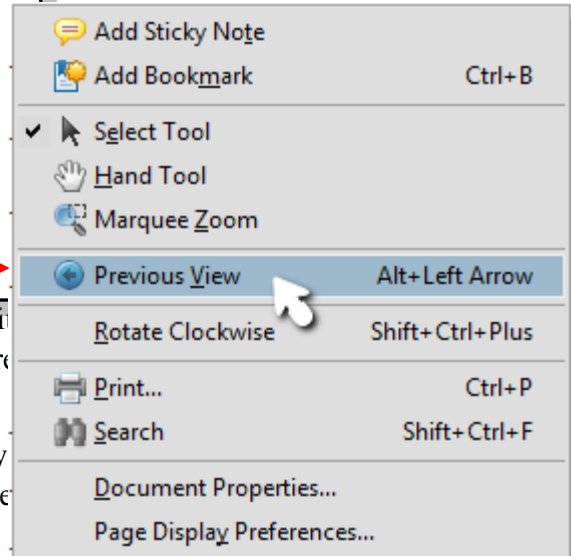 Add Sticky Note
Add Bookmark Ctrl+B
Select Tool
Hand Tool
Marquee Zoom
Previous View Alt+Left Arrow
Rotate Clockwise Shift+Ctrl+Plus
Print... Ctrl+P
Search Shift+Ctrl+F
Document Properties...
Page Display Preferences...